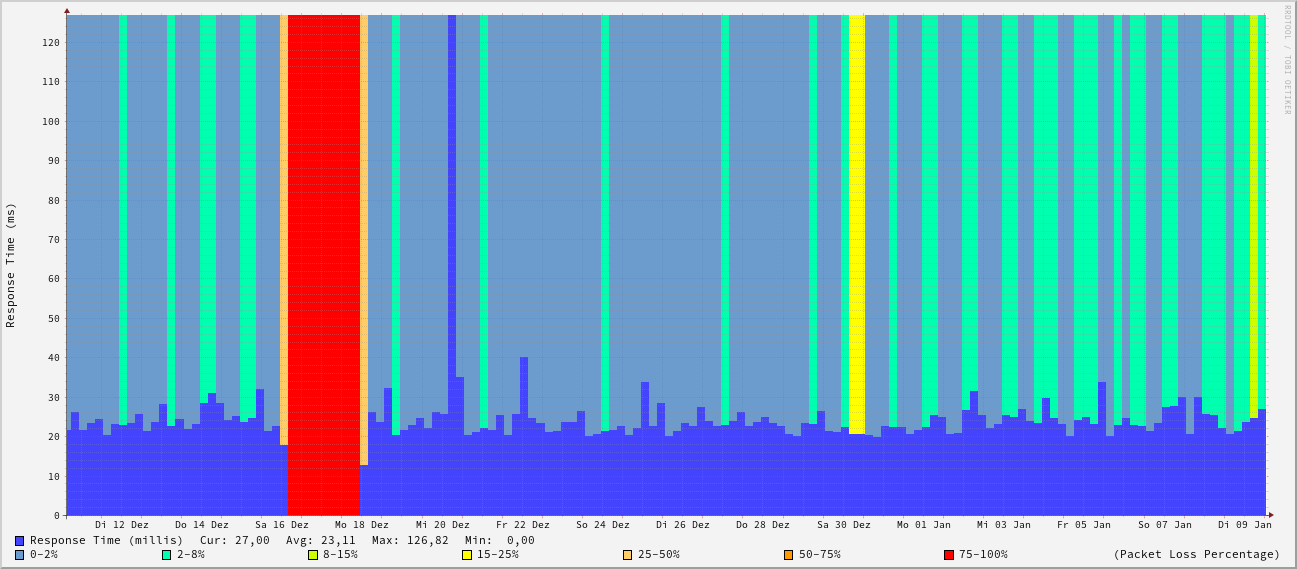 RRDTOOL / TOBI OETIKER
Response Time (ms)
120
110
100
90
80
70
60
50
40
30
20
10
0
Di 12 Dez Do 14 Dez Sa 16 Dez Mo 18 Dez Mi 20 Dez Fr 22 Dez So 24 Dez Di 26 Dez Do 28 Dez Sa 30 Dez Mo 01 Jan Mi 03 Jan Fr 05 Jan So 07 Jan Di 09 Jan
Response Time (millis) Cur: 27,00 Avg: 23,11 Max: 126,82 Min: 0,00
0-2% 2-8% 8-15% 15-25% 25-50% 50-75% 75-100% (Packet Loss Percentage)